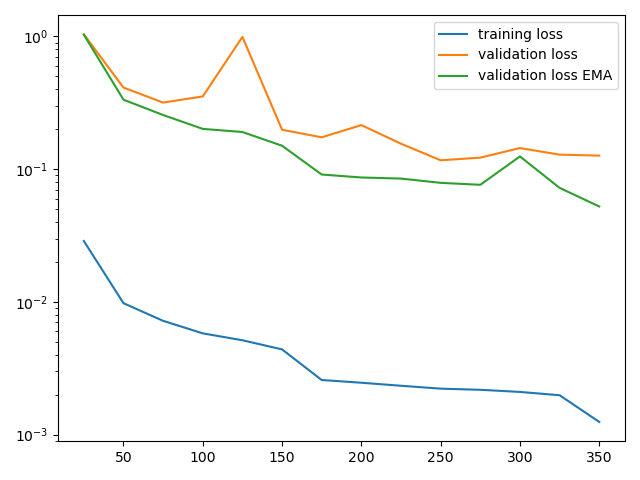 training loss
validation loss
validation loss EMA
10⁰
10⁻¹
10⁻²
10⁻³
50 100 150 200 250 300 350